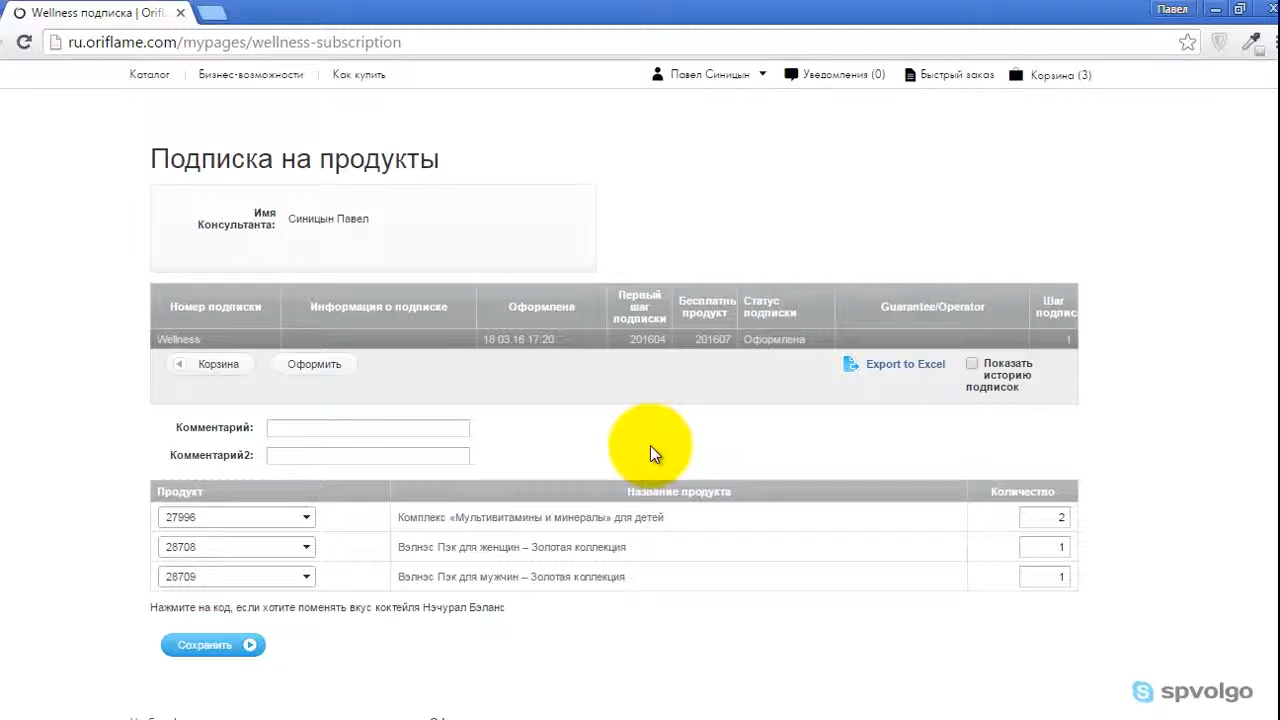 Wellness подписка | Orifl
Павел
ru.oriflame.com/mypages/wellness-subscription
Каталог Бизнес-возможности Как купить Павел Синицын Уведомления (0) Быстрый заказ Корзина (3)
Подписка на продукты
Имя Консультанта: Синицын Павел
Номер подписки Информация о подписке Оформлена Первый шаг подписки Бесплатнь продукт Статус подписки Guarantee/Operator Шаг подпис
Wellness 18 03.16 17:20 201604 201607 Оформлена 1
Корзина Оформить Export to Excel Показать историю подписок
Комментарий:
Комментарий2:
Продукт Название продукта Количество
27996 Комплекс «Мультивитамины и минералы» для детей 2
28708 Вэлнэс Пэк для женщин – Золотая коллекция 1
28709 Вэлнэс Пэк для мужчин – Золотая коллекция 1
Нажмите на код, если хотите поменять вкус коктейля Нэчурал Бэланс
Сохранить
spvolgo